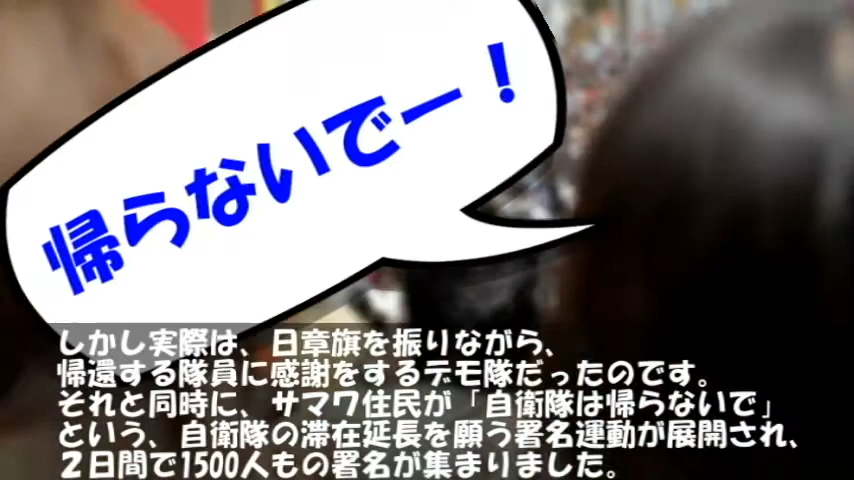 帰らないでー！
しかし実際は、日章旗を振りながら、
帰還する隊員に感謝をするデモ隊だったのです。
それと同時に、サマワ住民が「自衛隊は帰らないで」
という、自衛隊の滞在延長を願う署名運動が展開され、
２日間で1500人もの署名が集まりました。